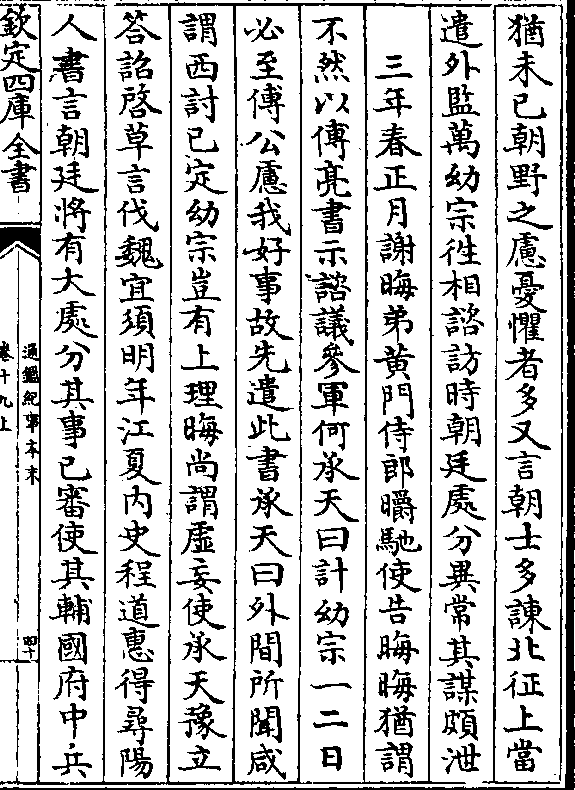 猶未已朝野之慮憂懼者多又言朝士多諫北征上當
遣外監萬幼宗徃相諮訪時朝廷處分異常其謀頗泄
三年春正月謝晦弟黄門侍郎㬭馳使告晦晦猶謂
不然以傅亮書示諮議參軍何承天曰計幼宗一二日
必至傅公慮我好事故先遣此書承天曰外間所聞咸
謂西討已定幼宗豈有上理晦尚謂虚妄使承天豫立
答詔啓草言伐魏宜須明年江夏内史程道惠得尋陽
人書言朝廷將有大處分其事已審使其輔國府中兵
欽定四庫全書
通鑑紀事本末
卷十九上
四十